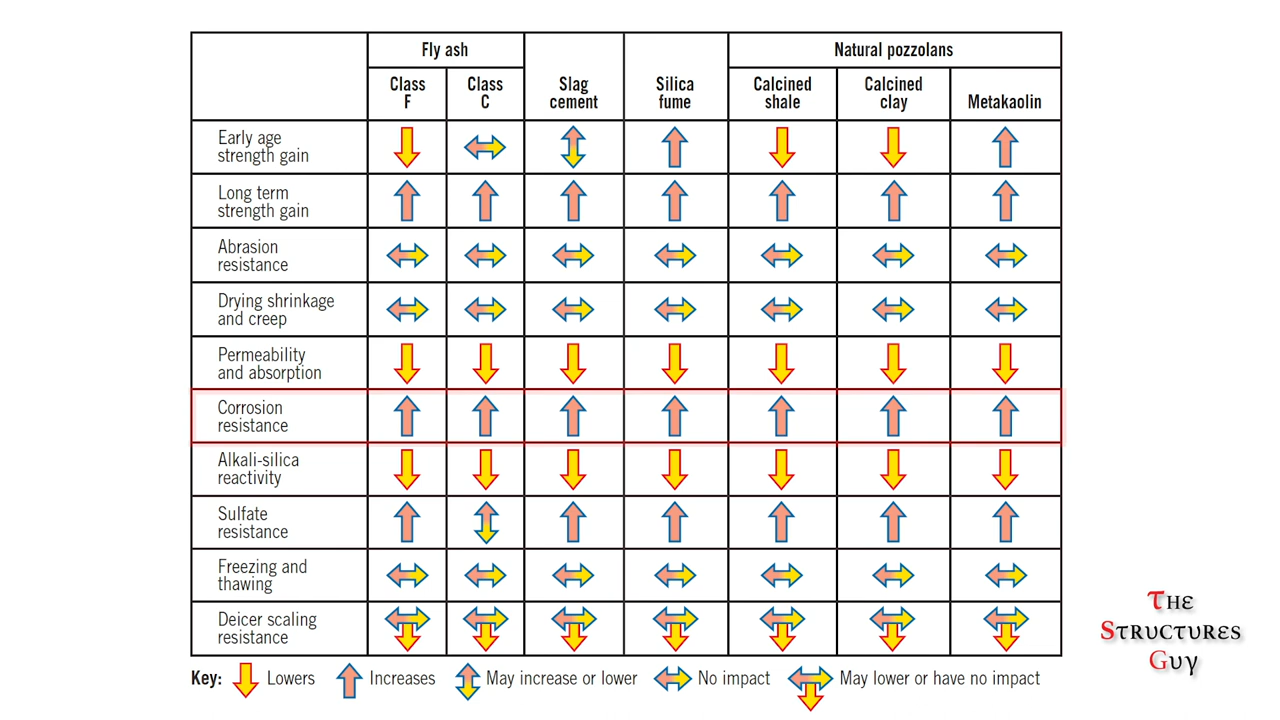 Fly ash
Natural pozzolans
Class
F
Class
C
Slag
cement
Silica
fume
Calcined
shale
Calcined
clay
Metakaolin
Early age
strength gain
Long term
strength gain
Abrasion
resistance
Drying shrinkage
and creep
Permeability
and absorption
Corrosion
resistance
Alkali-silica
reactivity
Sulfate
resistance
Freezing and
thawing
Deicer scaling
resistance
Key: Lowers Increases May increase or lower No impact May lower or have no impact
The
Structures
Guy